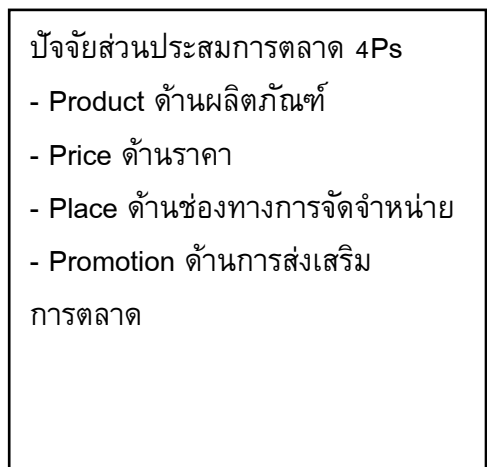 ปัจจัยส่วนประสมการตลาด 4Ps
- Product ด้านผลิตภัณฑ์
- Price ด้านราคา
- Place ด้านช่องทางการจัดจำหน่าย
- Promotion ด้านการส่งเสริม
การตลาด